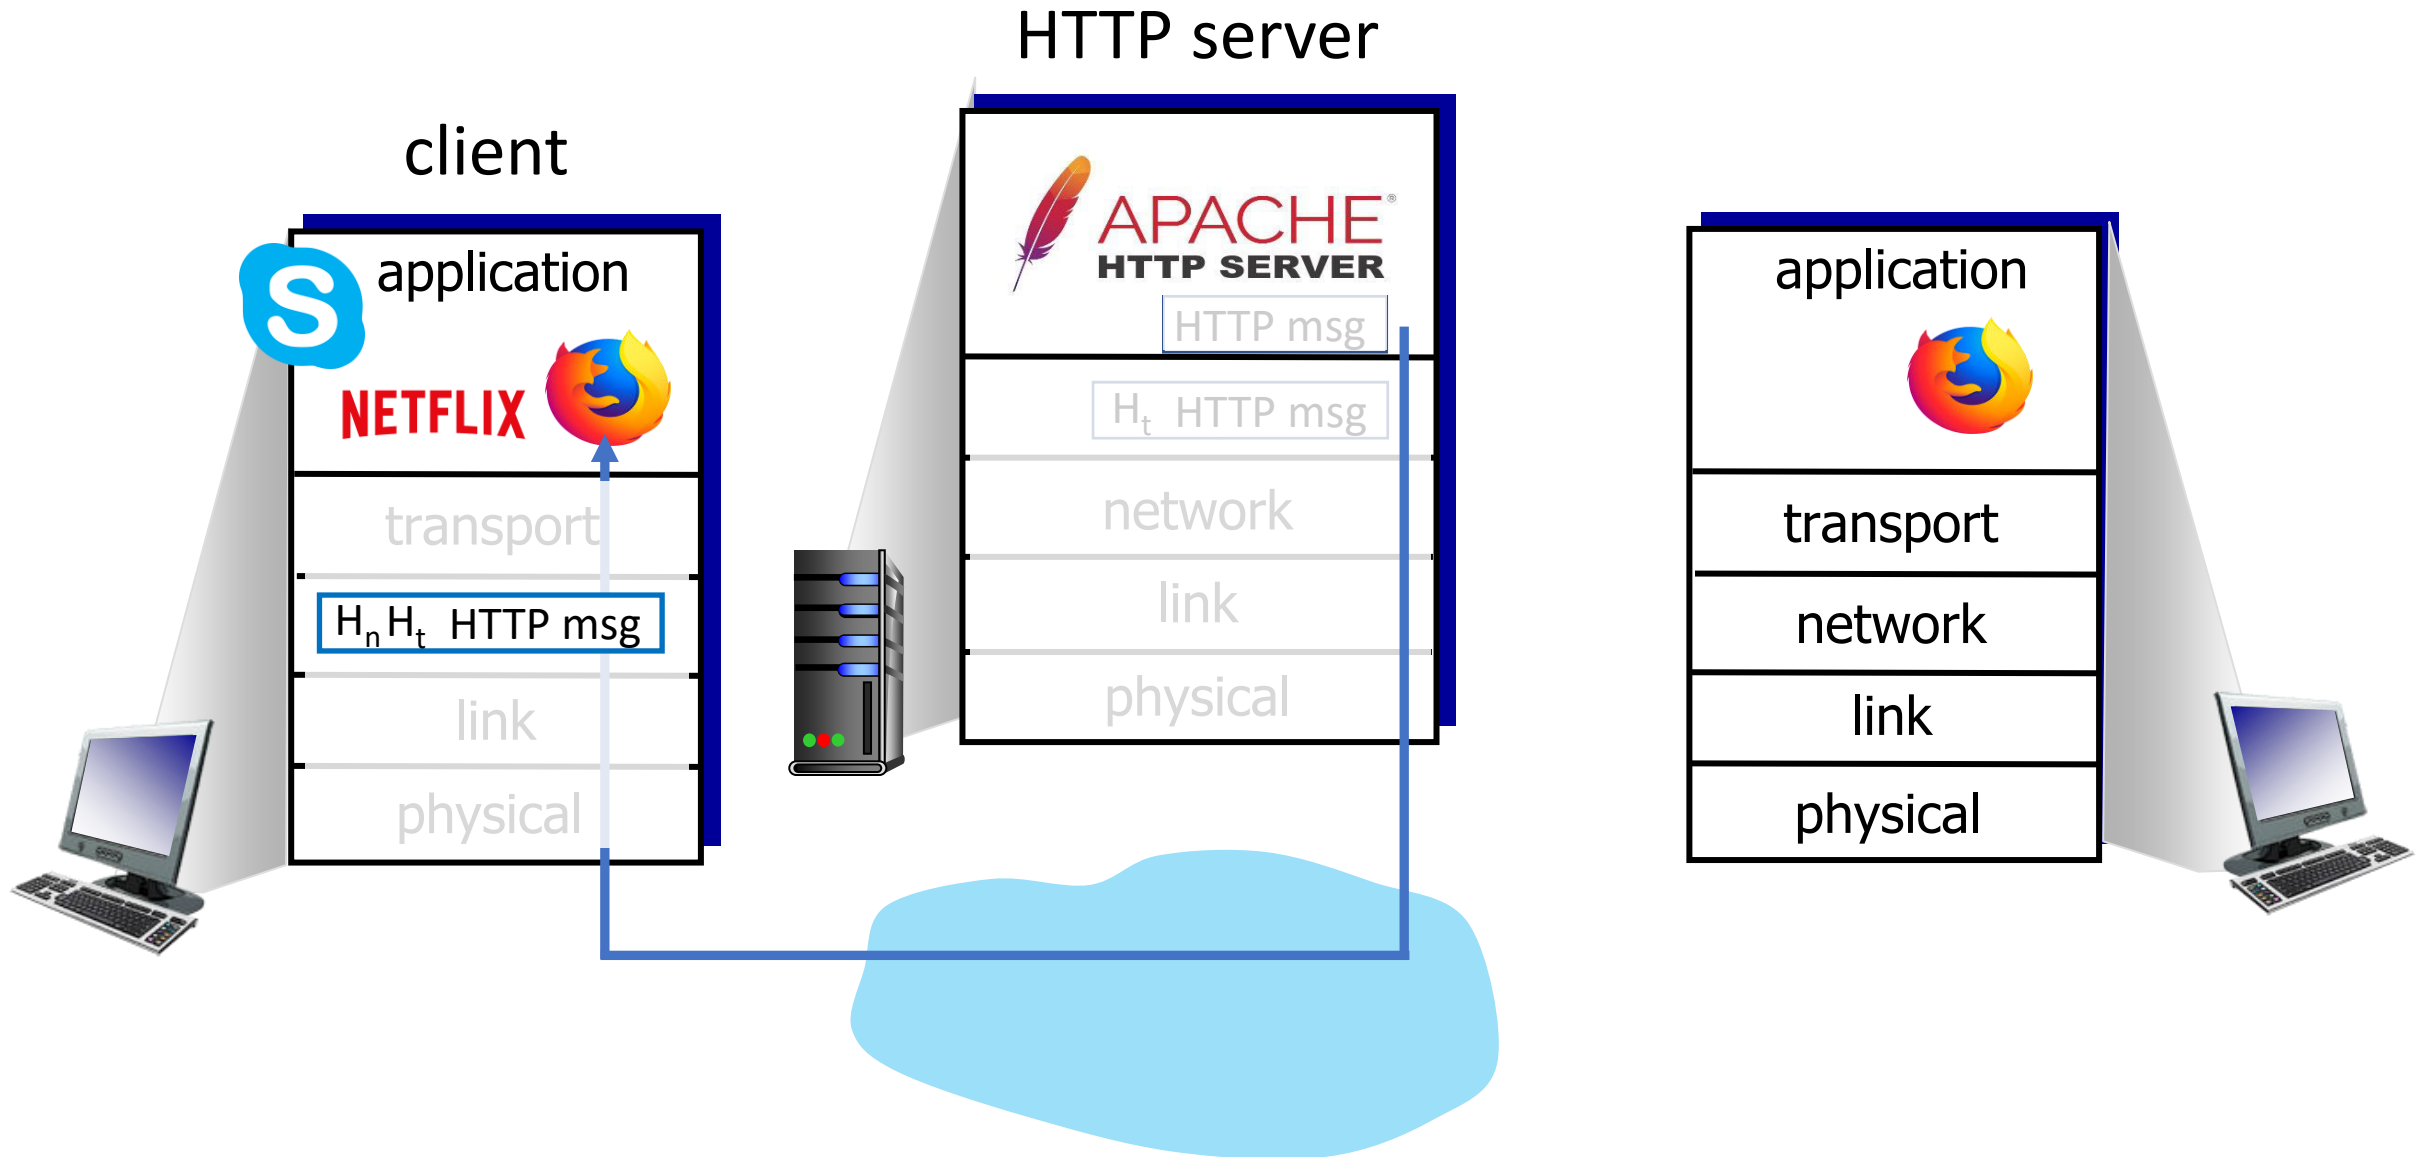 HTTP server
client
application
S
NETFLIX
transport
HₙHₜ HTTP msg
link
physical
APACHE®
HTTP SERVER
HTTP msg
Hₜ HTTP msg
network
link
physical
application
transport
network
link
physical